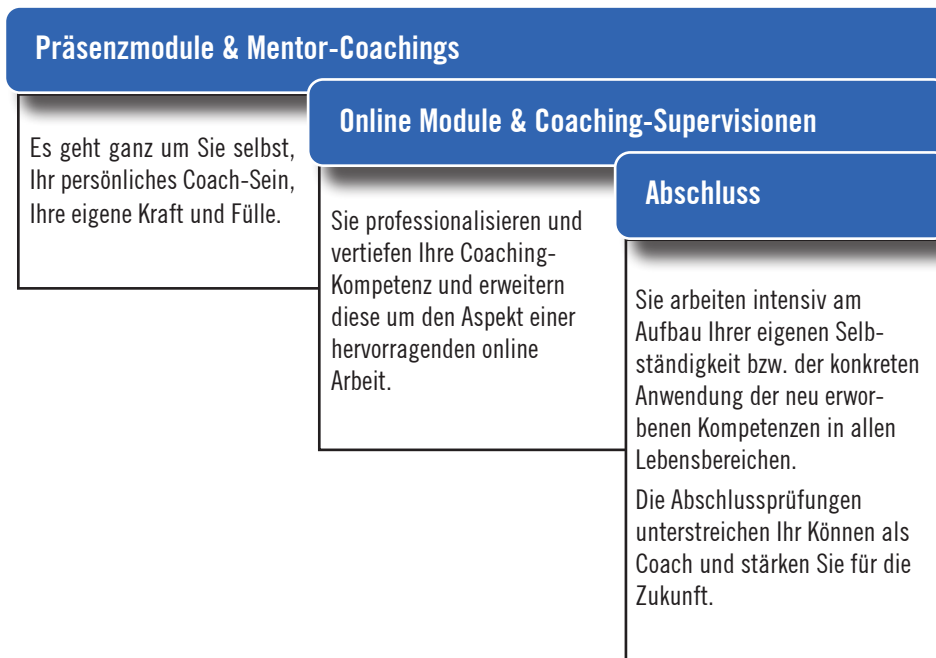 Präsenzmodule & Mentor-Coachings
Es geht ganz um Sie selbst,
Ihr persönliches Coach-Sein,
Ihre eigene Kraft und Fülle.
Online Module & Coaching-Supervisionen
Sie professionalisieren und
vertiefen Ihre Coaching-
Kompetenz und erweitern
diese um den Aspekt einer
hervorragenden online
Arbeit.
Abschluss
Sie arbeiten intensiv am
Aufbau Ihrer eigenen Selb-
ständigkeit bzw. der konkreten
Anwendung der neu erwor-
benen Kompetenzen in allen
Lebensbereichen.
Die Abschlussprüfungen
unterstreichen Ihr Können als
Coach und stärken Sie für die
Zukunft.